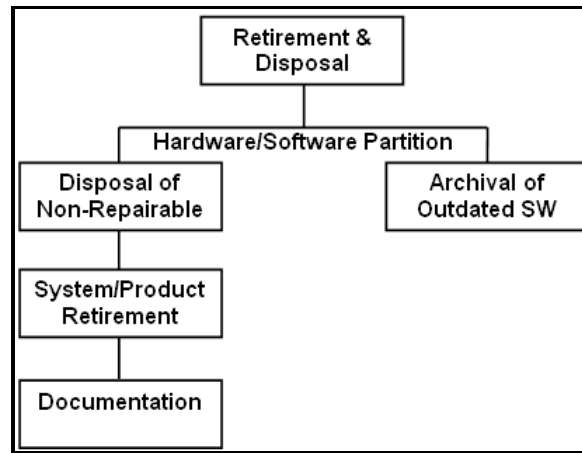 Retirement &
Disposal
Hardware/Software Partition
Disposal of
Non-Repairable
Archival of
Outdated SW
System/Product
Retirement
Documentation